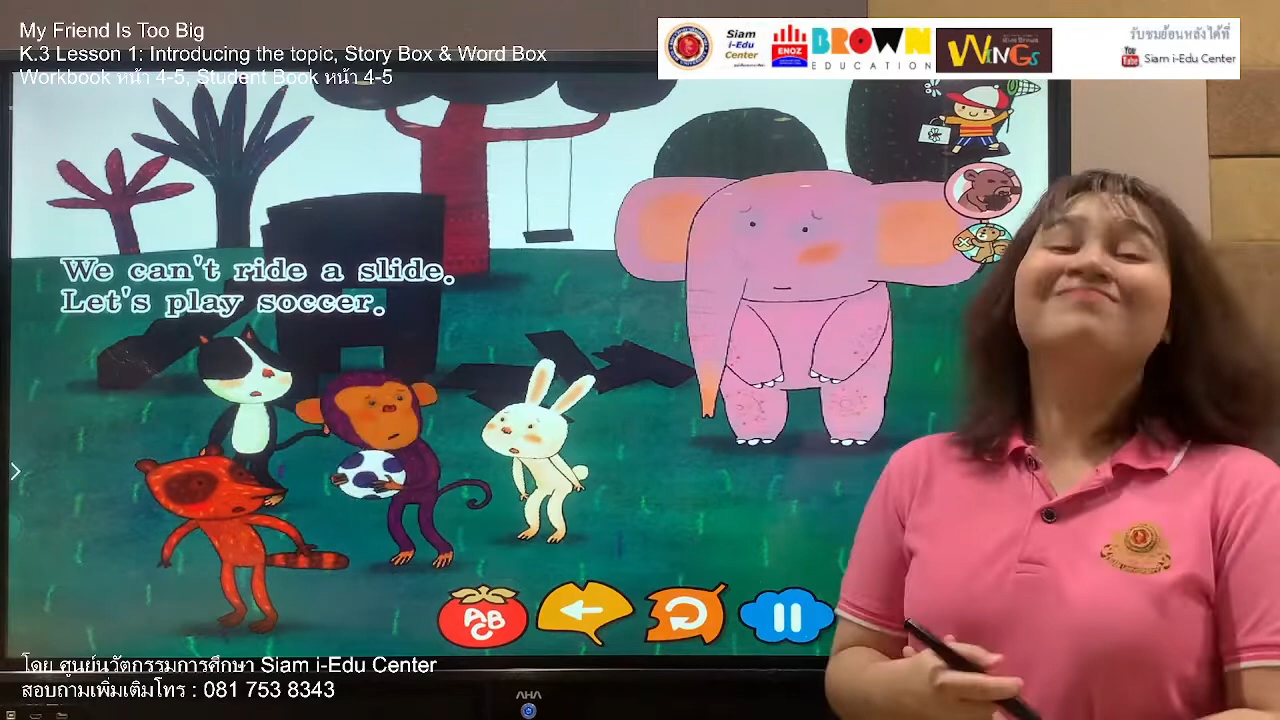 My Friend Is Too Big
K.1 Lesson 1: Introducing the topic, Story Box & Word Box
Workbook หน้า 4-5, Student Book หน้า 4-5
Siam
i-Edu
Center
ENOZ
BROWN
EDUCATION
WiNGs
รับชมย้อนหลังได้ที่
You Tube Siam i-Edu Center
We can't ride a slide.
Let's play soccer.
ABC
โดย ศูนย์นวัตกรรมการศึกษา Siam i-Edu Center
สอบถามเพิ่มเติมโทร : 081 753 8343
AHA